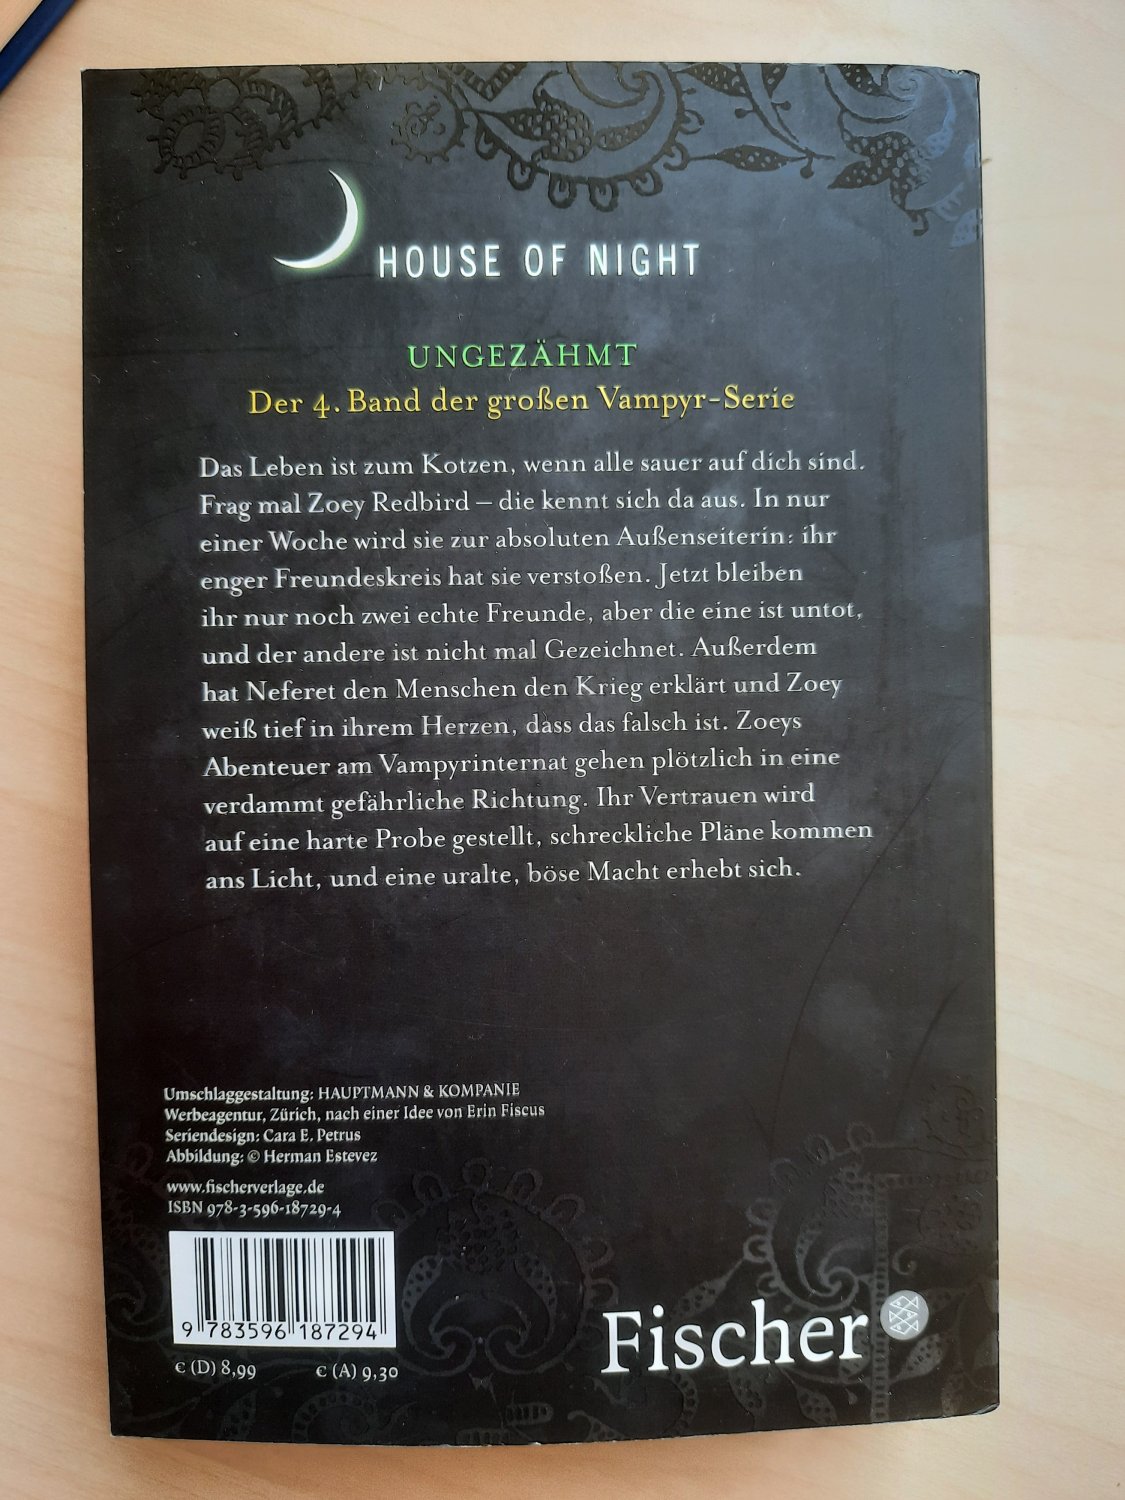 HOUSE OF NIGHT
UNGEZÄHMT
Der 4. Band der großen Vampyr-Serie
Das Leben ist zum Kotzen, wenn alle sauer auf dich sind.
Frag mal Zoey Redbird – die kennt sich da aus. In nur
einer Woche wird sie zur absoluten Außenseiterin: ihr
enger Freundeskreis hat sie verstoßen. Jetzt bleiben
ihr nur noch zwei echte Freunde, aber die eine ist untot,
und der andere ist nicht mal Gezeichnet. Außerdem
hat Neferet den Menschen den Krieg erklärt und Zoey
weiß tief in ihrem Herzen, dass das falsch ist. Zoeys
Abenteuer am Vampyrinternat gehen plötzlich in eine
verdammt gefährliche Richtung. Ihr Vertrauen wird
auf eine harte Probe gestellt, schreckliche Pläne kommen
ans Licht, und eine uralte, böse Macht erhebt sich.
Umschlaggestaltung: HAUPTMANN & KOMPANIE
Werbeagentur, Zürich, nach einer Idee von Erin Fiscus
Seriendesign: Cara E. Petrus
Abbildung: © Herman Estevez
www.fischerverlage.de
ISBN 978-3-596-18729-4
9 783596 187294
€ (D) 8,99 € (A) 9,30
Fischer